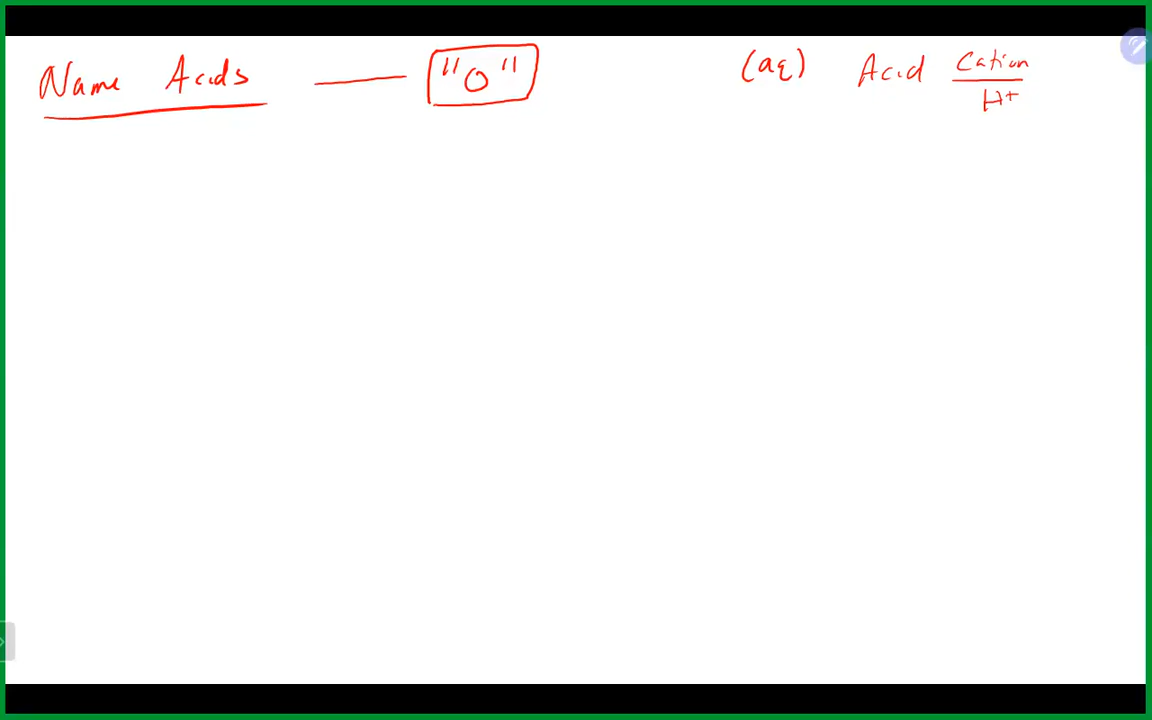 Name Acids — "O" (aq) Acid Cation
H+